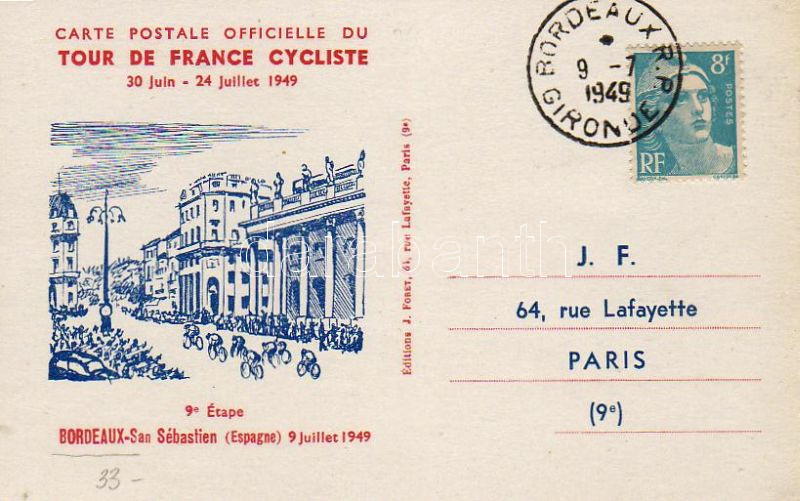 CARTE POSTALE OFFICIELLE DU
TOUR DE FRANCE CYCLISTE
30 Juin - 24 Juillet 1949
BORDEAUX R.P.
*
9 -7
1949
GIRONDE
8f
POSTES
RF
Éditions J. FORET, 64, rue Lafayette, Paris (9e)
darabanth
J. F.
64, rue Lafayette
PARIS
(9e)
9e Étape
BORDEAUX-San Sébastien (Espagne) 9 Juillet 1949
33-